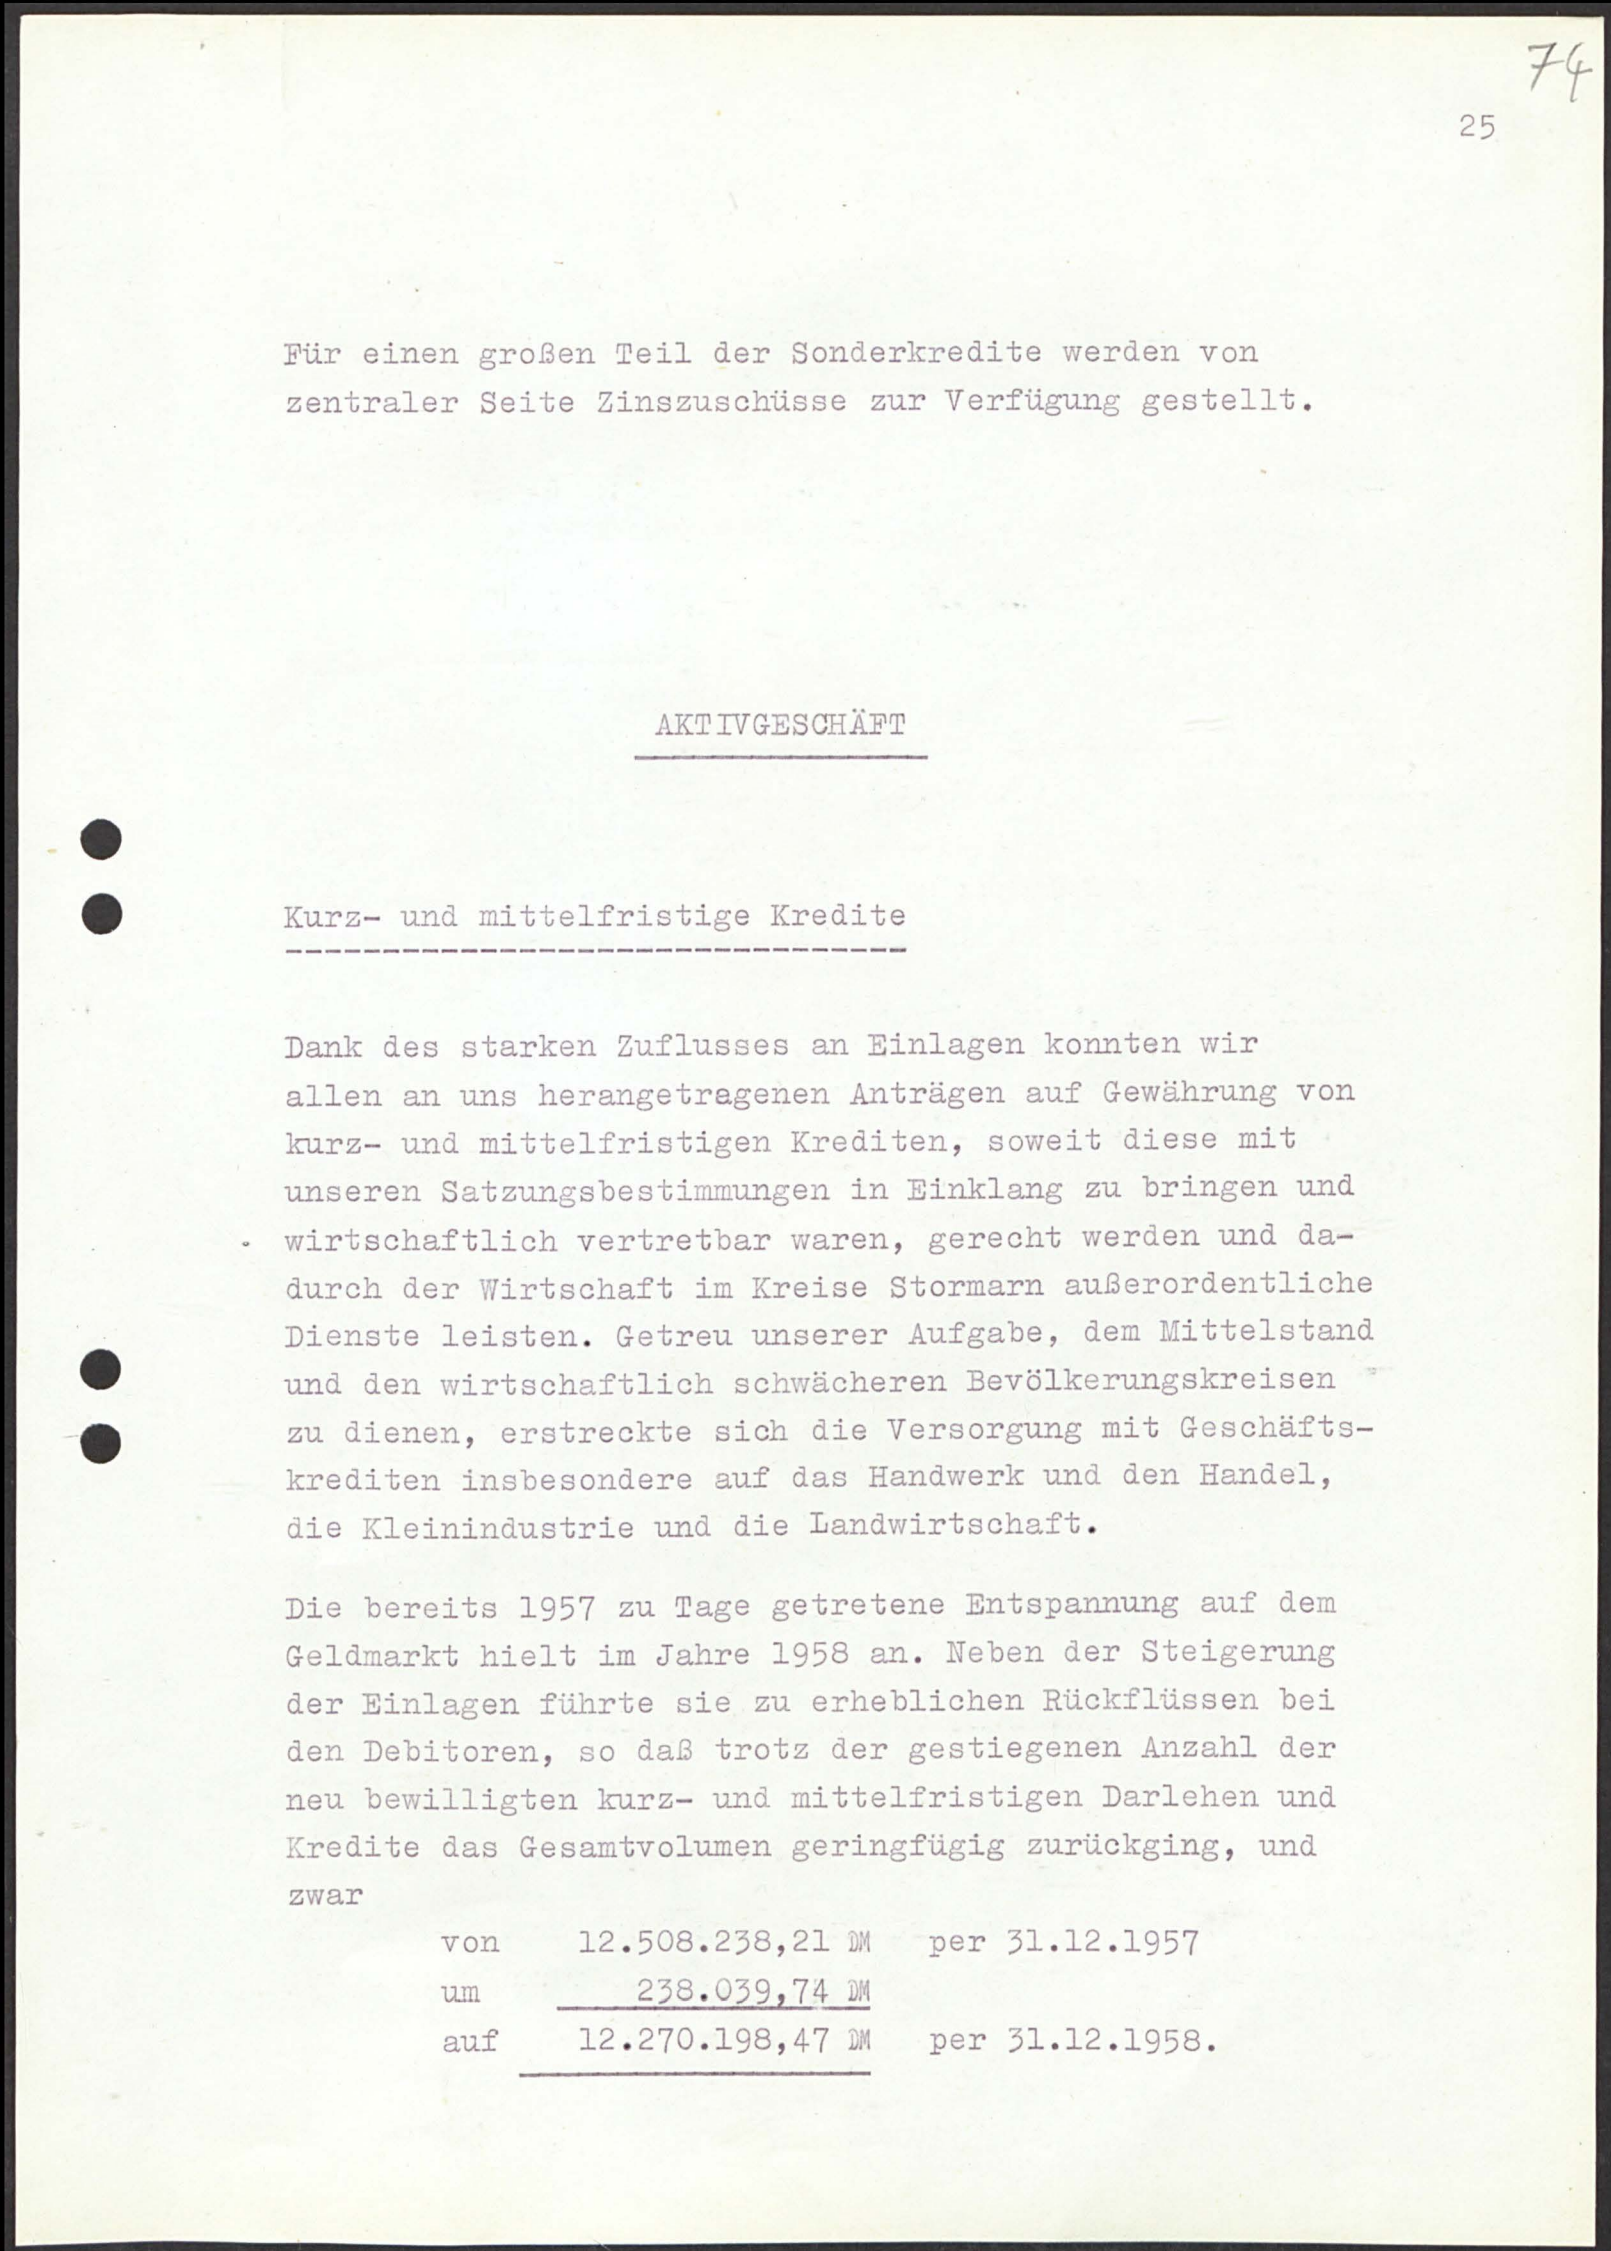 74
25
Für einen großen Teil der Sonderkredite werden von
zentraler Seite Zinszuschüsse zur Verfügung gestellt.
AKTIVGESCHÄFT
Kurz- und mittelfristige Kredite
Dank des starken Zuflusses an Einlagen konnten wir
allen an uns herangetragenen Anträgen auf Gewährung von
kurz- und mittelfristigen Krediten, soweit diese mit
unseren Satzungsbestimmungen in Einklang zu bringen und
wirtschaftlich vertretbar waren, gerecht werden und da-
durch der Wirtschaft im Kreise Stormarn außerordentliche
Dienste leisten. Getreu unserer Aufgabe, dem Mittelstand
und den wirtschaftlich schwächeren Bevölkerungskreisen
zu dienen, erstreckte sich die Versorgung mit Geschäfts-
krediten insbesondere auf das Handwerk und den Handel,
die Kleinindustrie und die Landwirtschaft.
Die bereits 1957 zu Tage getretene Entspannung auf dem
Geldmarkt hielt im Jahre 1958 an. Neben der Steigerung
der Einlagen führte sie zu erheblichen Rückflüssen bei
den Debitoren, so daß trotz der gestiegenen Anzahl der
neu bewilligten kurz- und mittelfristigen Darlehen und
Kredite das Gesamtvolumen geringfügig zurückging, und
zwar
von 12.508.238,21 DM per 31.12.1957
um 238.039,74 DM
auf 12.270.198,47 DM per 31.12.1958.